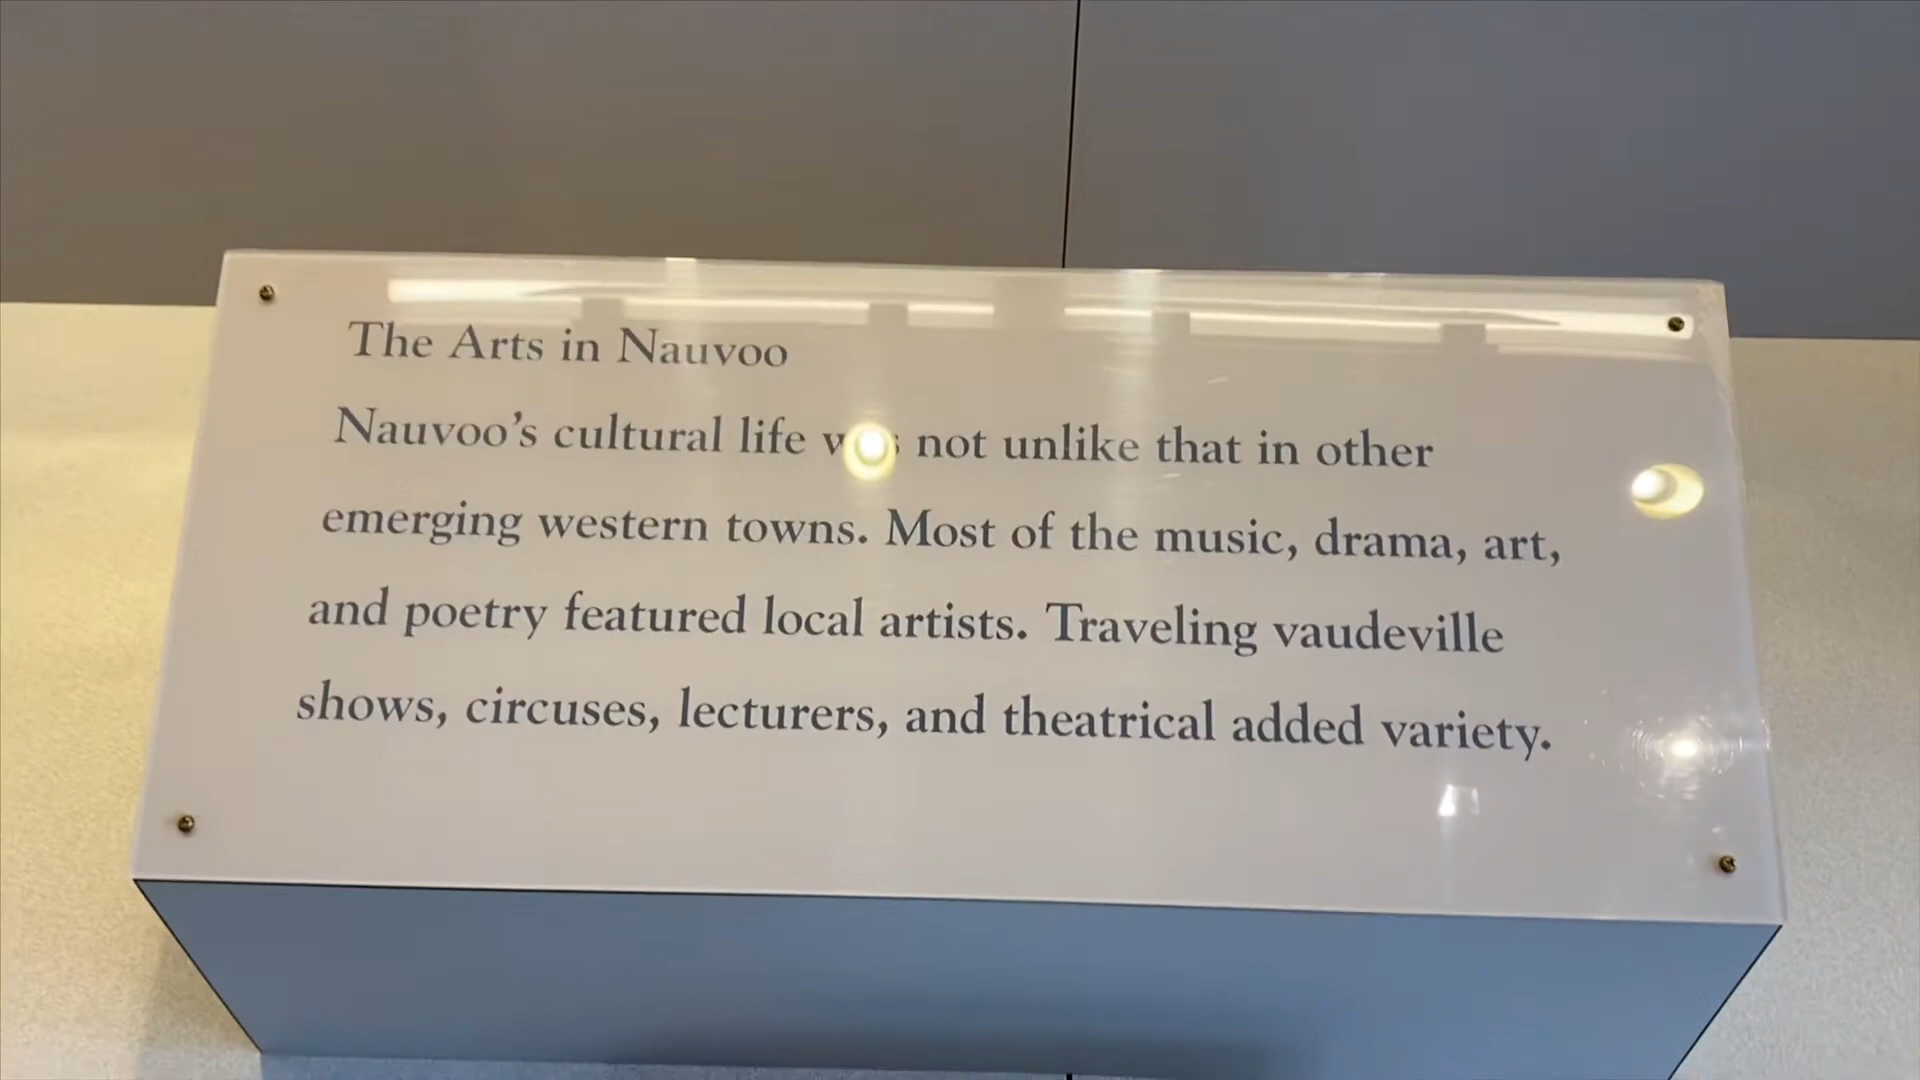 The Arts in Nauvoo
Nauvoo's cultural life was not unlike that in other
emerging western towns. Most of the music, drama, art,
and poetry featured local artists. Traveling vaudeville
shows, circuses, lecturers, and theatrical added variety.